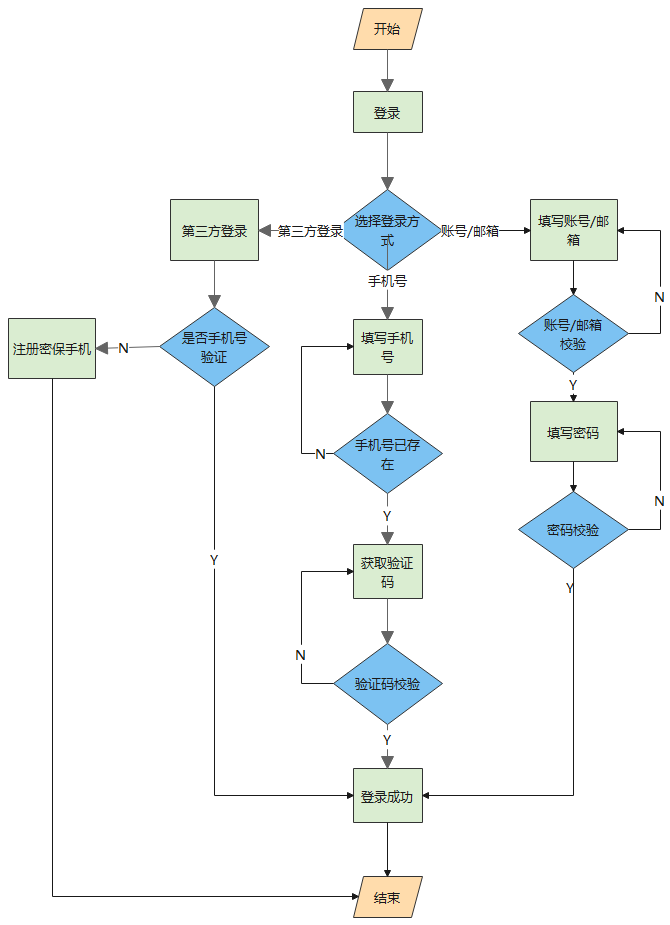 开始
登录
选择登录方
式
第三方登录
第三方登录
账号/邮箱
填写账号/邮
箱
手机号
是否手机号
验证
N
注册密保手机
填写手机
号
账号/邮箱
校验
N
Y
手机号已存
在
N
填写密码
Y
密码校验
N
Y
获取验证
码
Y
N
验证码校验
Y
登录成功
结束